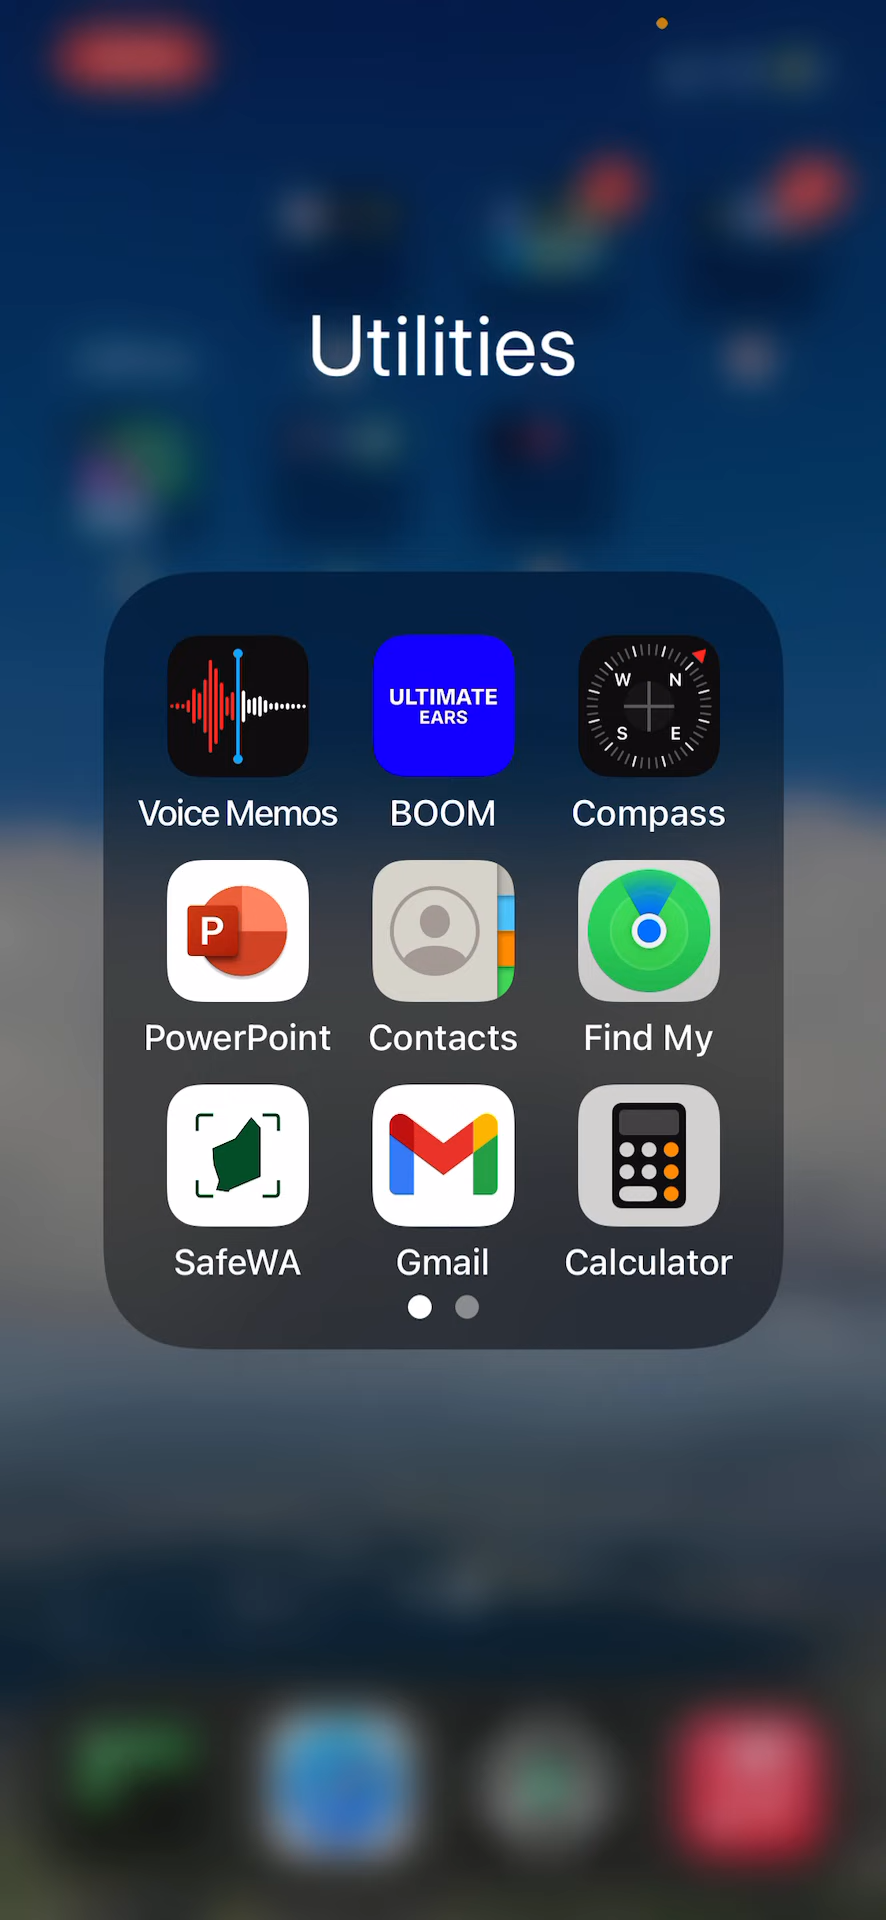 Utilities
ULTIMATE
EARS
W N
S E
Voice Memos BOOM Compass
P
PowerPoint Contacts Find My
SafeWA Gmail Calculator